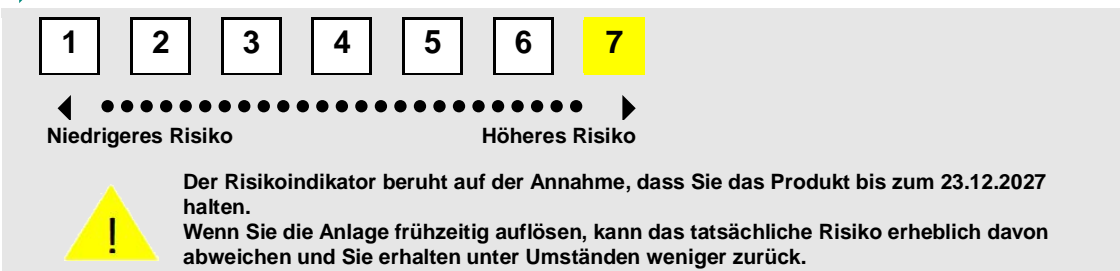 1 2 3 4 5 6 7
Niedrigeres Risiko Höheres Risiko
Der Risikoindikator beruht auf der Annahme, dass Sie das Produkt bis zum 23.12.2027
halten.
Wenn Sie die Anlage frühzeitig auflösen, kann das tatsächliche Risiko erheblich davon
abweichen und Sie erhalten unter Umständen weniger zurück.
!